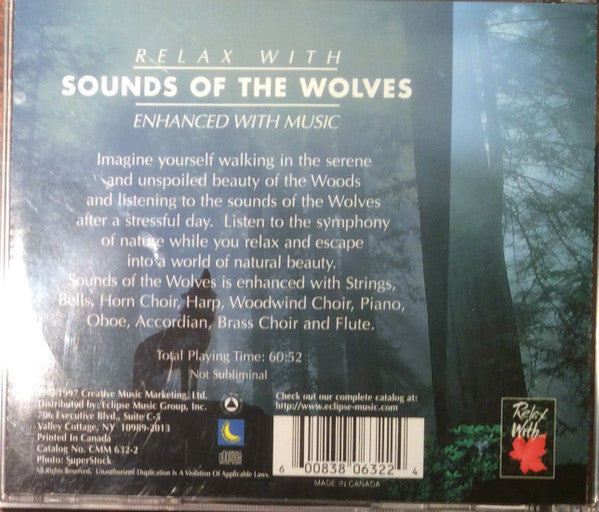 RELAX WITH
SOUNDS OF THE WOLVES
ENHANCED WITH MUSIC
Imagine yourself walking in the serene
and unspoiled beauty of the Woods
and listening to the sounds of the Wolves
after a stressful day. Listen to the symphony
of nature while you relax and escape
into a world of natural beauty.
Sounds of the Wolves is enhanced with Strings,
Bells, Horn Choir, Harp, Woodwind Choir, Piano,
Oboe, Accordian, Brass Choir and Flute.
Total Playing Time: 60:52
Not Subliminal
1997 Creative Music Marketing, Ltd.
Distributed by: Eclipse Music Group, Inc.
706 Executive Blvd., Suite C-5
Valley Cottage, NY 10989-2013
Printed In Canada
Catalog No. CMM 632-2
Photo: SuperStock
All Rights Reserved. Unauthorized Duplication Is A Violation Of Applicable Laws.
Check out our complete catalog at:
http://www.eclipse-music.com
6 00838 06322 4
MADE IN CANADA
Relax
With...